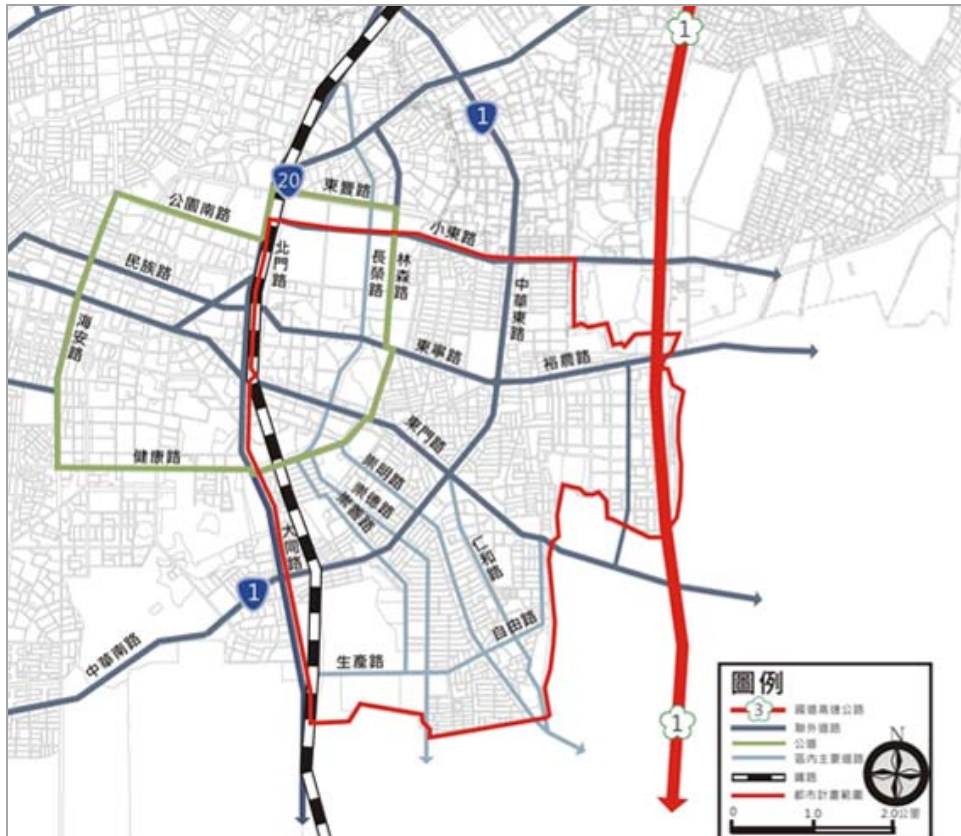 1
1
20
東豐路
公園南路
小東路
北門路
民族路
長榮路
林森路
中華東路
海安路
東寧路
裕農路
健康路
東門路
崇明路
崇德路
崇善路
大同路
仁和路
1
自由路
中華南路
生產路
1
圖例
3
國道高速公路
聯外道路
公道
區內主要道路
鐵路
都市計畫範圍
N
0 1.0 2.0公里